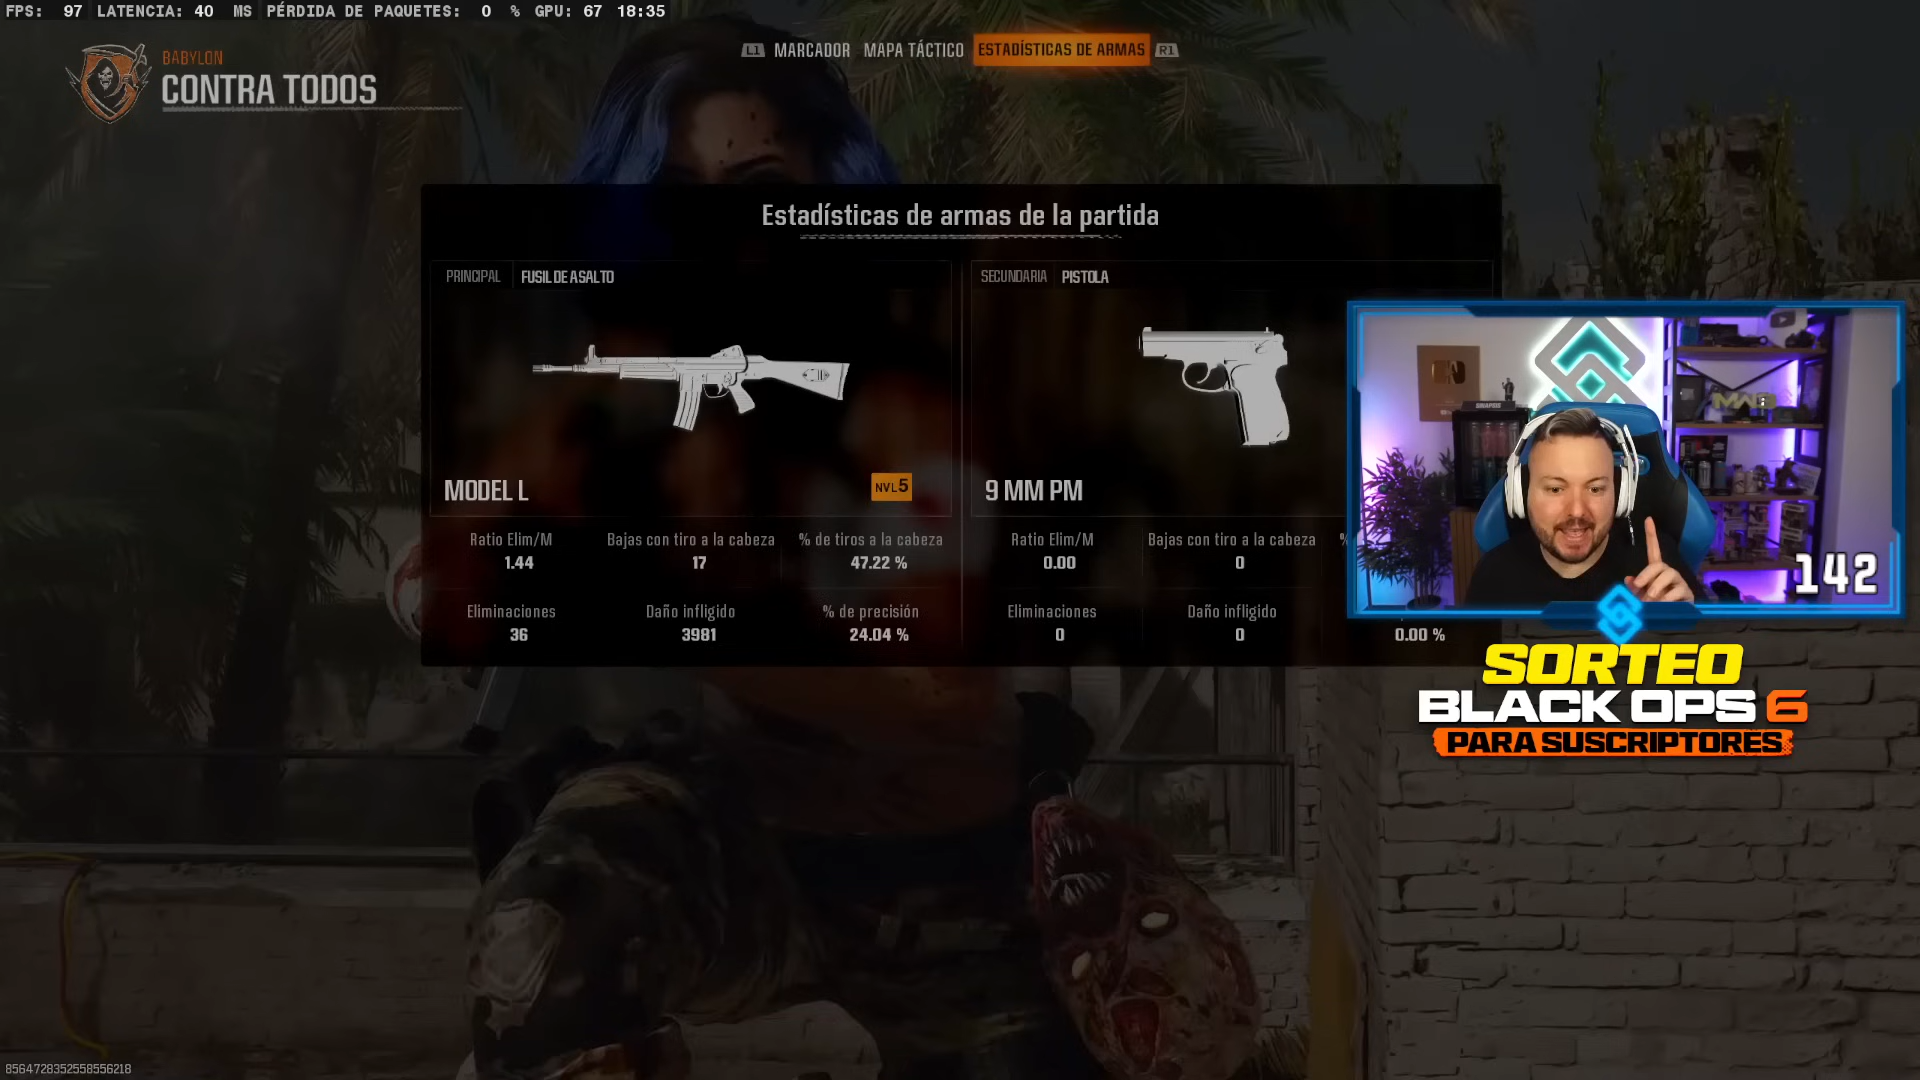 FPS: 97 LATENCIA: 40 MS PÉRDIDA DE PAQUETES: 0 % GPU: 67 18:35
BABYLON
CONTRA TODOS
L1 MARCADOR MAPA TÁCTICO ESTADÍSTICAS DE ARMAS R1
Estadísticas de armas de la partida
PRINCIPAL FUSIL DE ASALTO
SECUNDARIA PISTOLA
MODEL L
NVL 5
9 MM PM
Ratio Elim/M Bajas con tiro a la cabeza % de tiros a la cabeza
1.44 17 47.22 %
Eliminaciones Daño infligido % de precisión
36 3981 24.04 %
Ratio Elim/M Bajas con tiro a la cabeza %
0.00 0
Eliminaciones Daño infligido
0 0 0.00 %
142
SORTEO
BLACK OPS 6
PARA SUSCRIPTORES
8564728352558556218